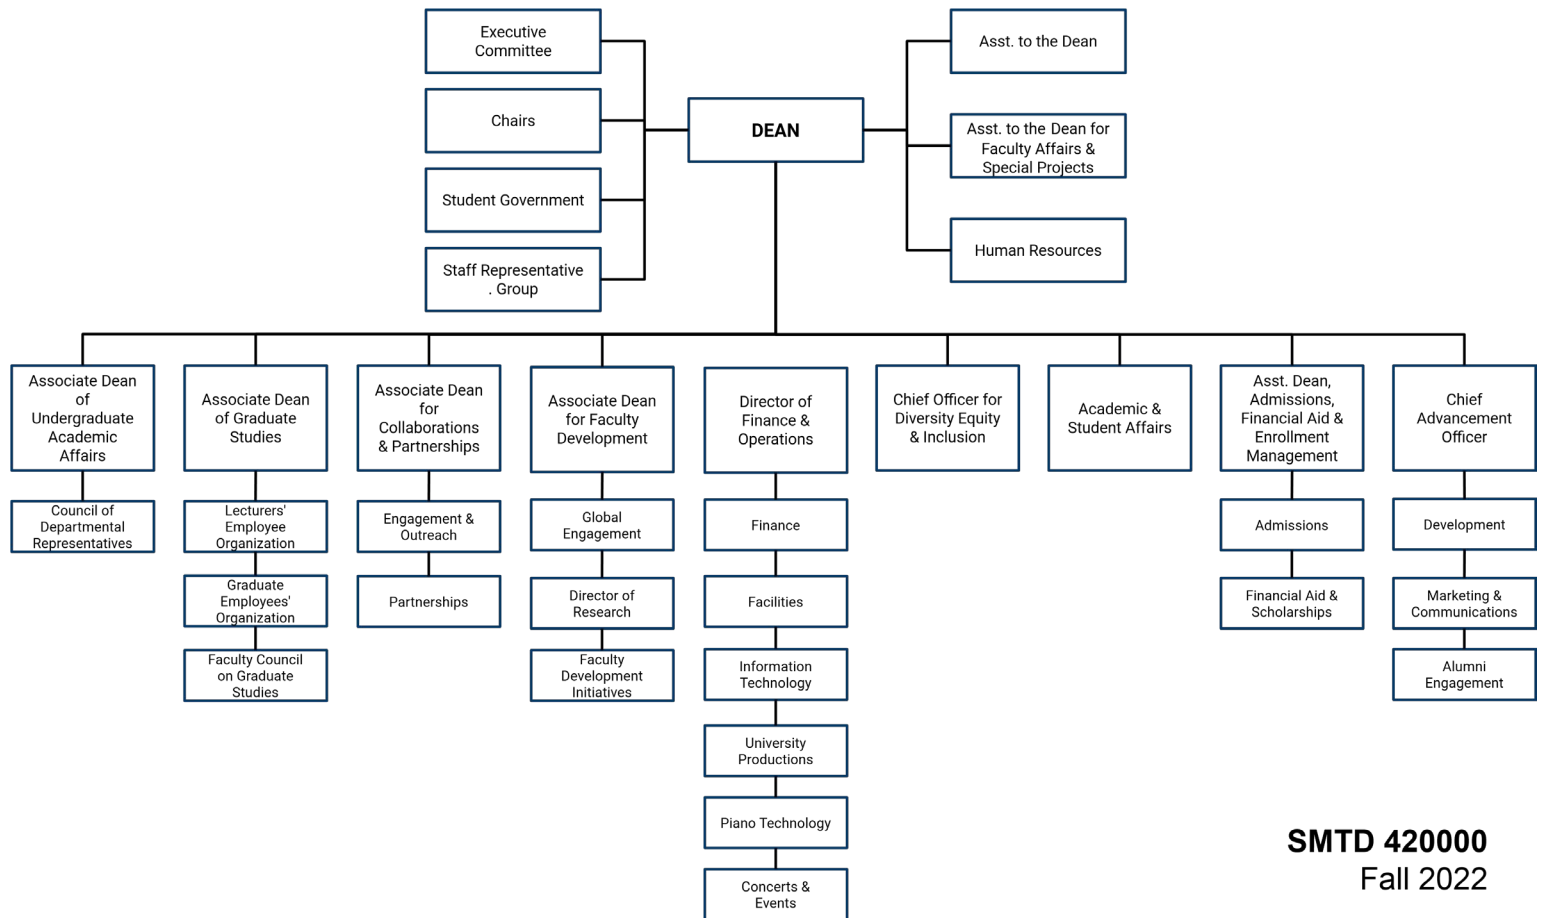 Executive
Committee
Chairs
Student Government
Staff Representative
. Group
DEAN
Asst. to the Dean
Asst. to the Dean for
Faculty Affairs &
Special Projects
Human Resources
Associate Dean
of
Undergraduate
Academic
Affairs
Council of
Departmental
Representatives
Associate Dean
of Graduate
Studies
Lecturers'
Employee
Organization
Graduate
Employees'
Organization
Faculty Council
on Graduate
Studies
Associate Dean
for
Collaborations
& Partnerships
Engagement &
Outreach
Partnerships
Associate Dean
for Faculty
Development
Global
Engagement
Director of
Research
Faculty
Development
Initiatives
Director of
Finance &
Operations
Finance
Facilities
Information
Technology
University
Productions
Piano Technology
Concerts &
Events
Chief Officer for
Diversity Equity
& Inclusion
Academic &
Student Affairs
Asst. Dean,
Admissions,
Financial Aid &
Enrollment
Management
Admissions
Financial Aid &
Scholarships
Chief
Advancement
Officer
Development
Marketing &
Communications
Alumni
Engagement
SMTD 420000
Fall 2022